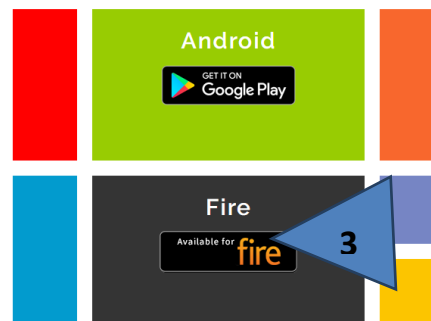 Android
GET IT ON
Google Play
Fire
Available for
fire
3